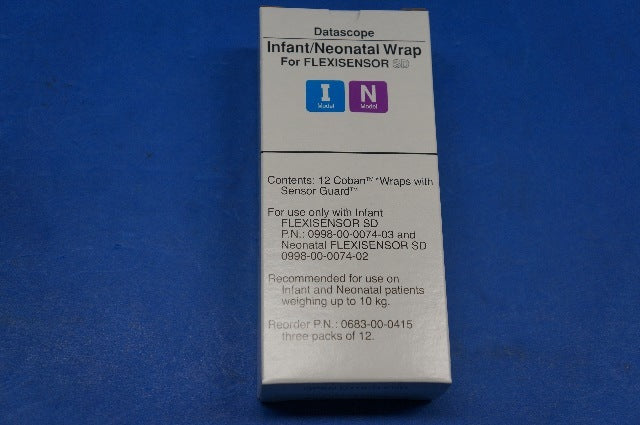 Datascope
Infant/Neonatal Wrap
For FLEXISENSOR SD
I N
Model Model
Contents: 12 Coban™ *Wraps with
Sensor Guard™
For use only with Infant
FLEXISENSOR SD
P.N.: 0998-00-0074-03 and
Neonatal FLEXISENSOR SD
0998-00-0074-02
Recommended for use on
Infant and Neonatal patients
weighing up to 10 kg.
Reorder P.N.: 0683-00-0415
three packs of 12.